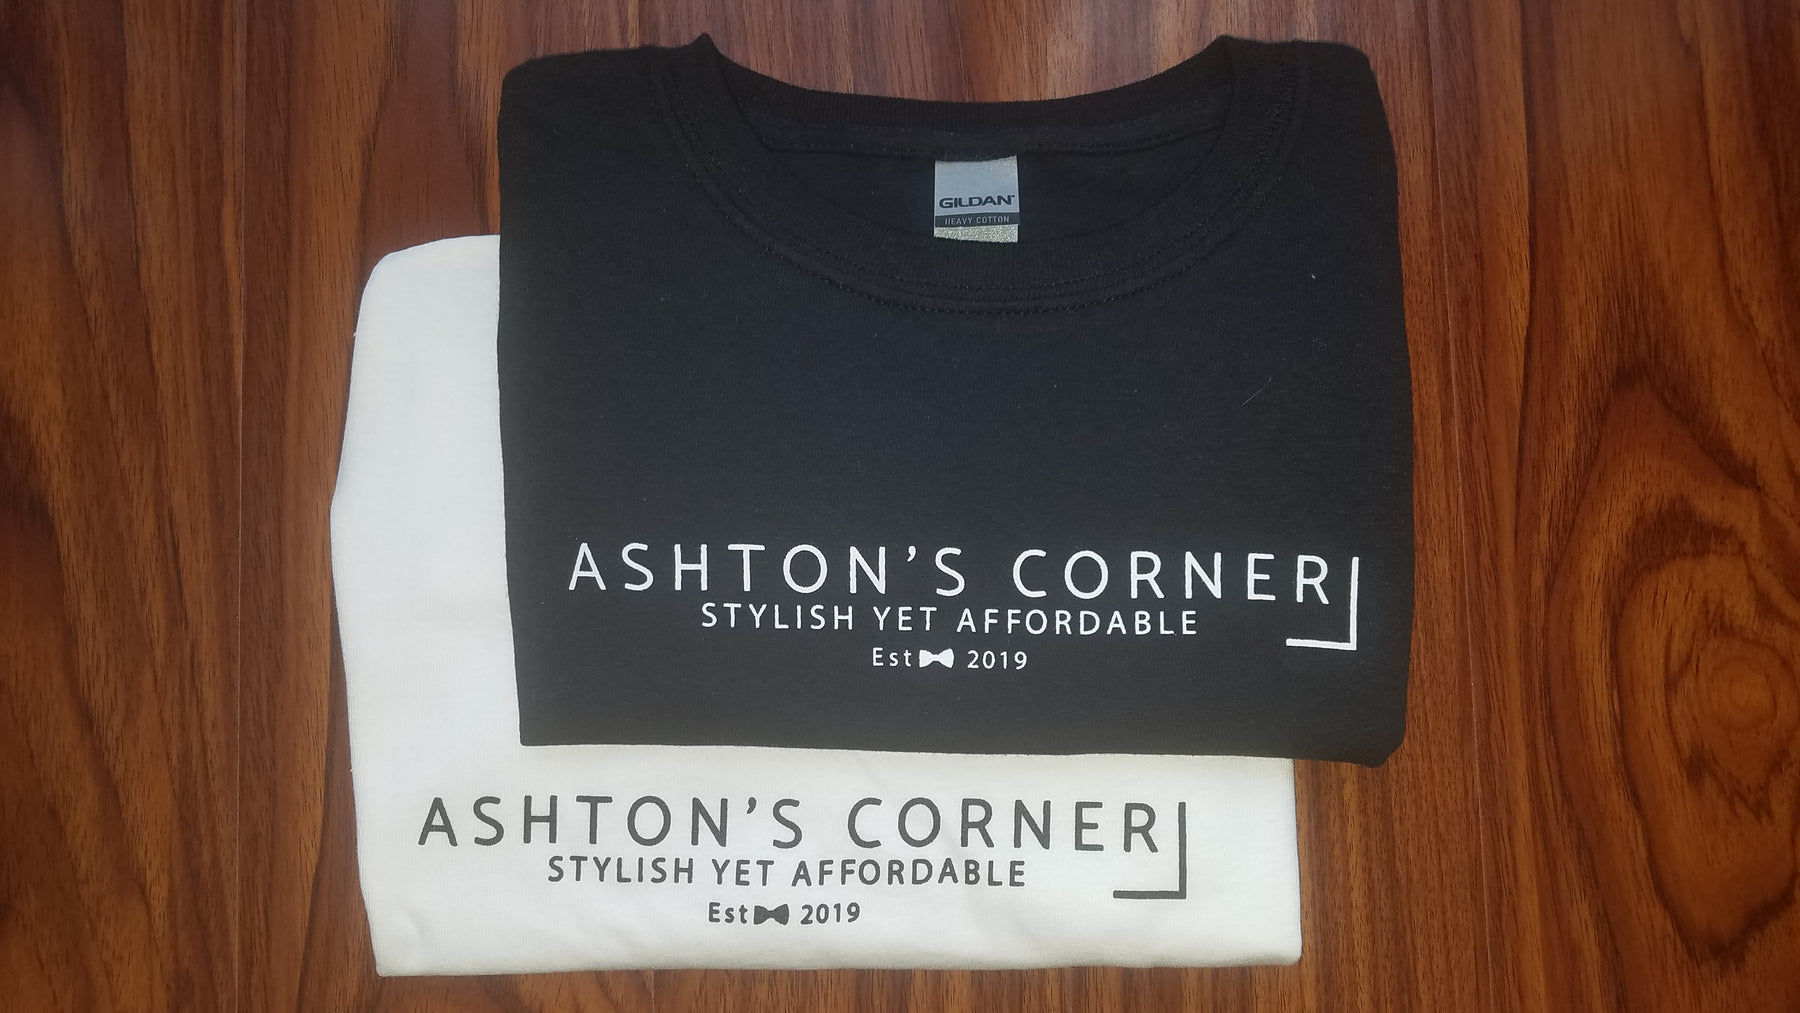 GILDAN
HEAVY COTTON
ASHTON'S CORNER
STYLISH YET AFFORDABLE
Est 2019
ASHTON'S CORNER
STYLISH YET AFFORDABLE
Est 2019